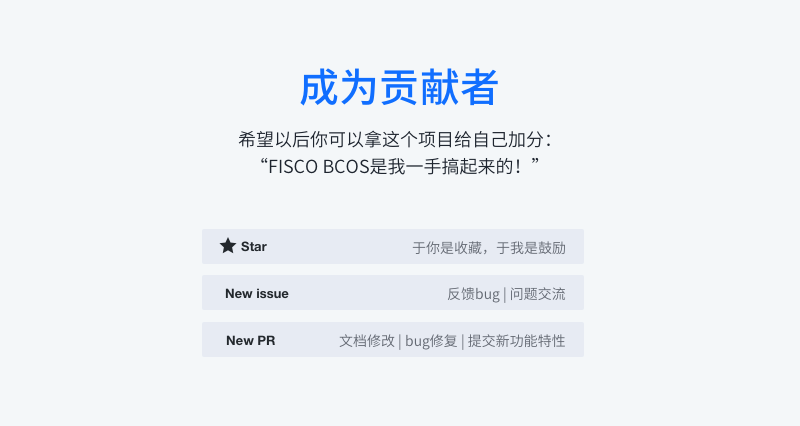 成为贡献者
希望以后你可以拿这个项目给自己加分：
“FISCO BCOS是我一手搞起来的！”
Star 于你是收藏，于我是鼓励
New issue 反馈bug | 问题交流
New PR 文档修改 | bug修复 | 提交新功能特性